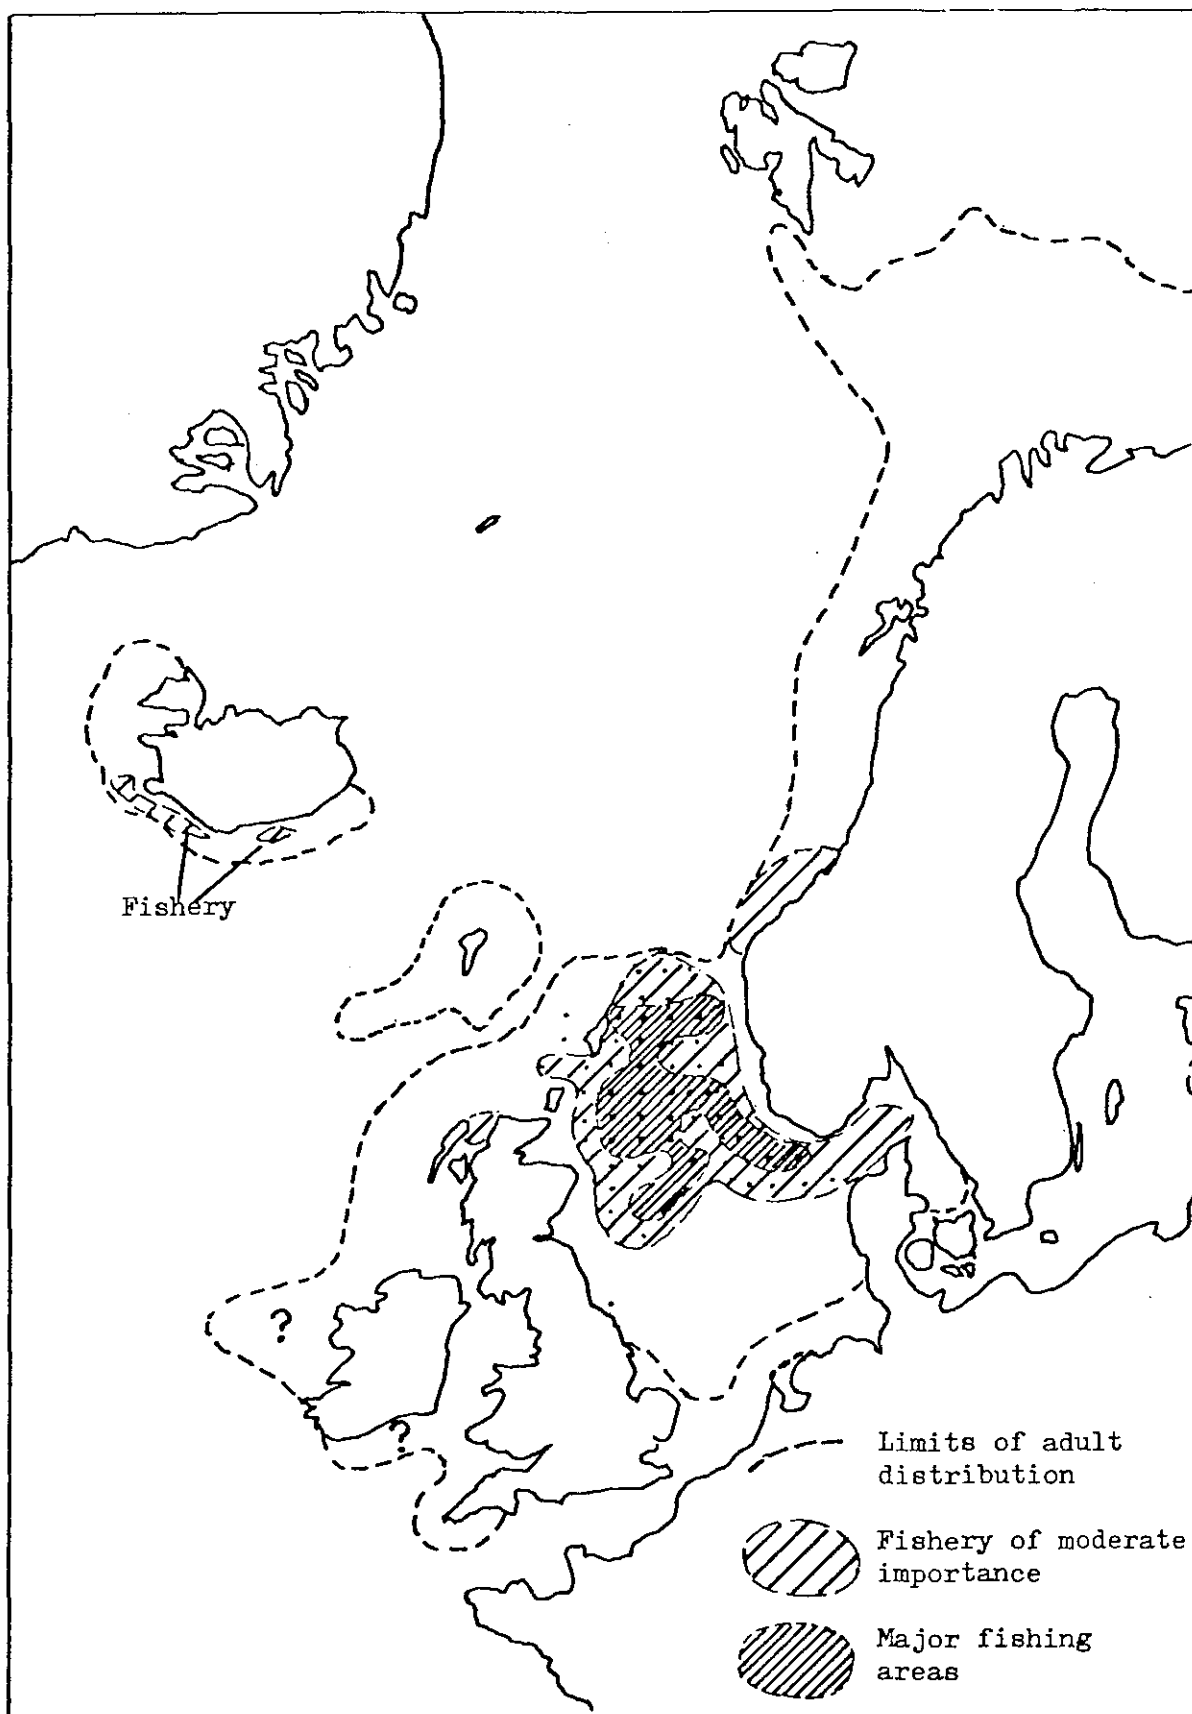 Fishery
?
?
Limits of adult
distribution
Fishery of moderate
importance
Major fishing
areas